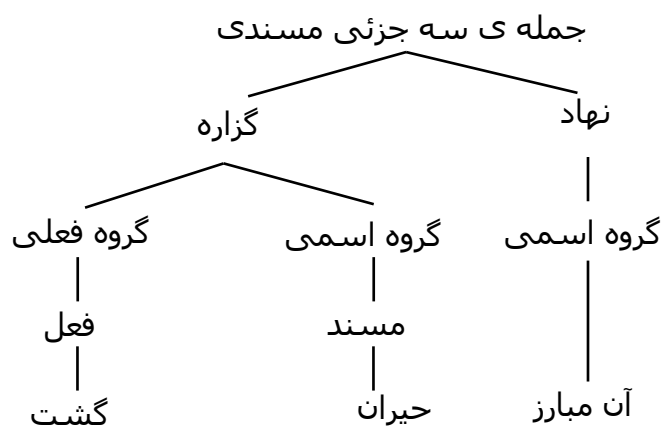 جمله ی سه جزئی مسندی
نهاد
گزاره
گروه اسمی
گروه اسمی
گروه فعلی
مسند
فعل
آن مبارز
حیران
گشت